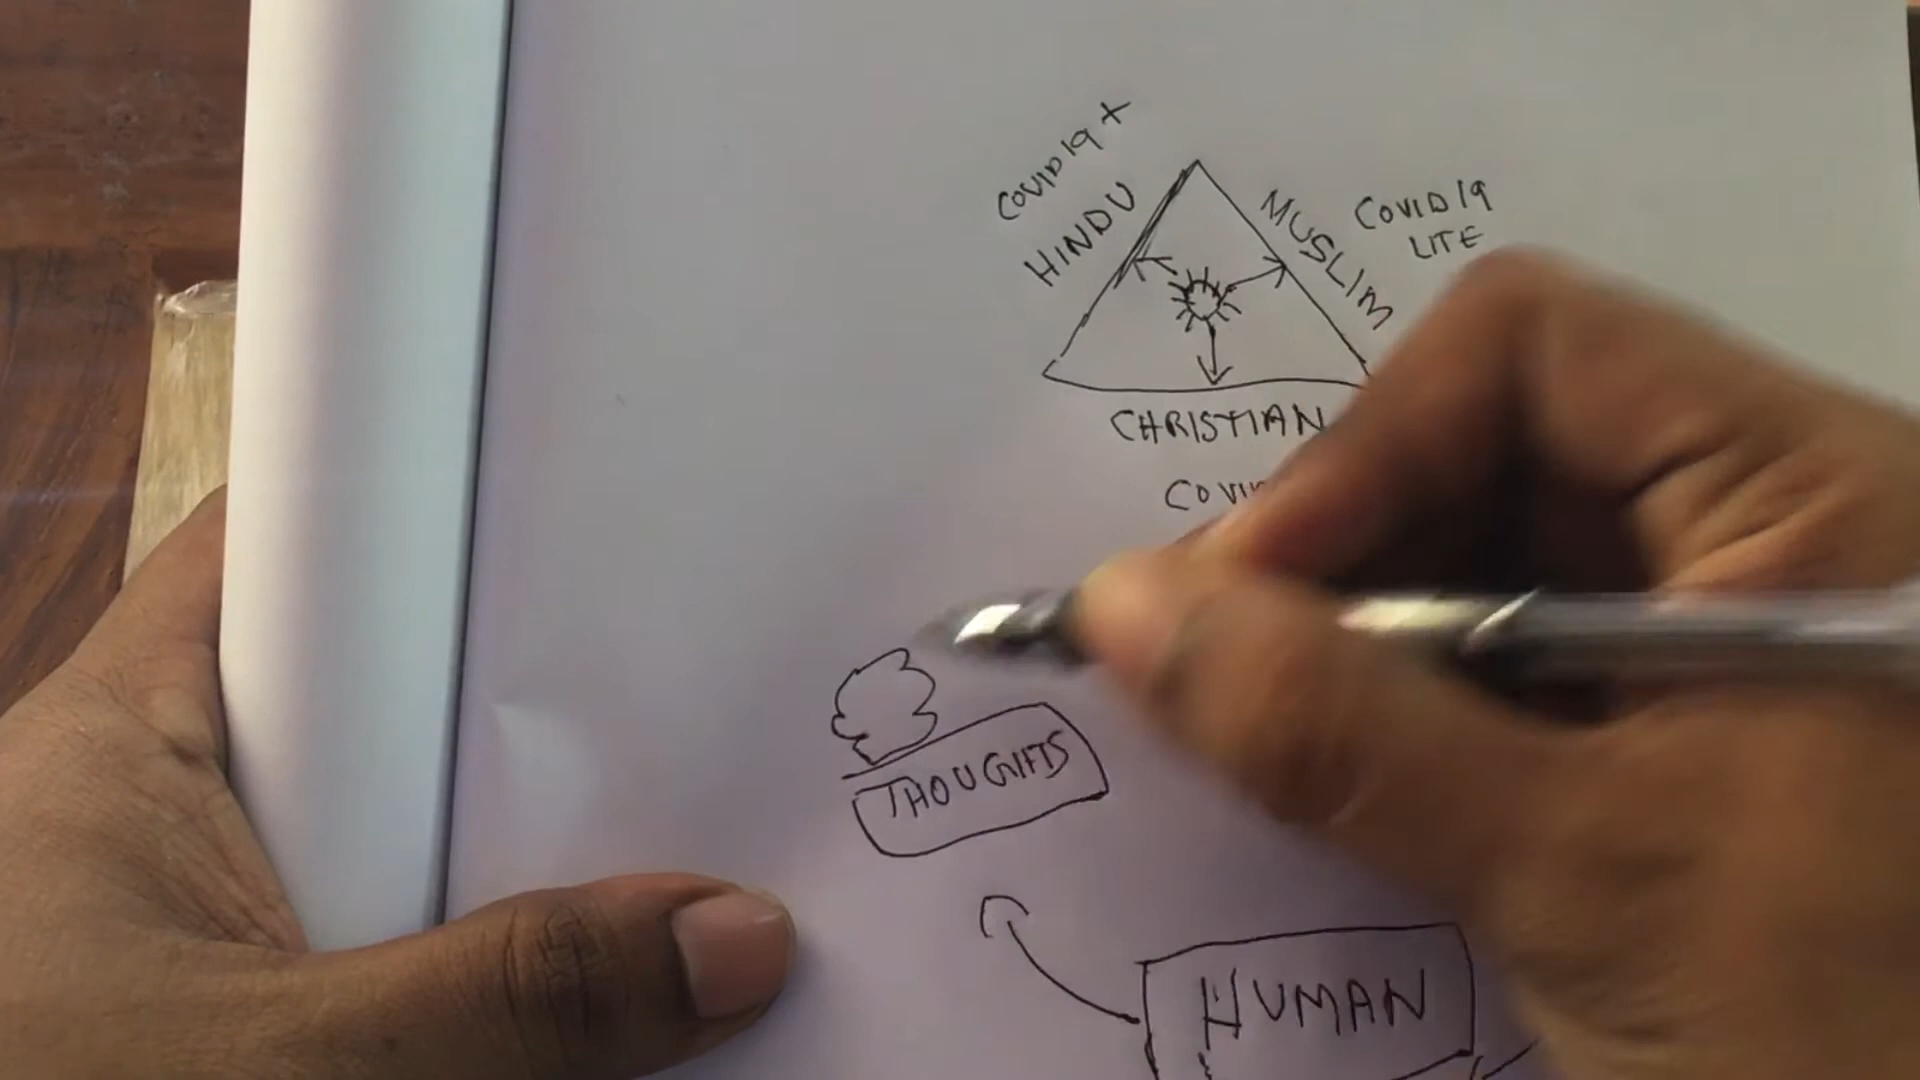 COVID19+
HINDU
MUSLIM
COVID19
LITE
CHRISTIAN
THOUGHTS
HUMAN